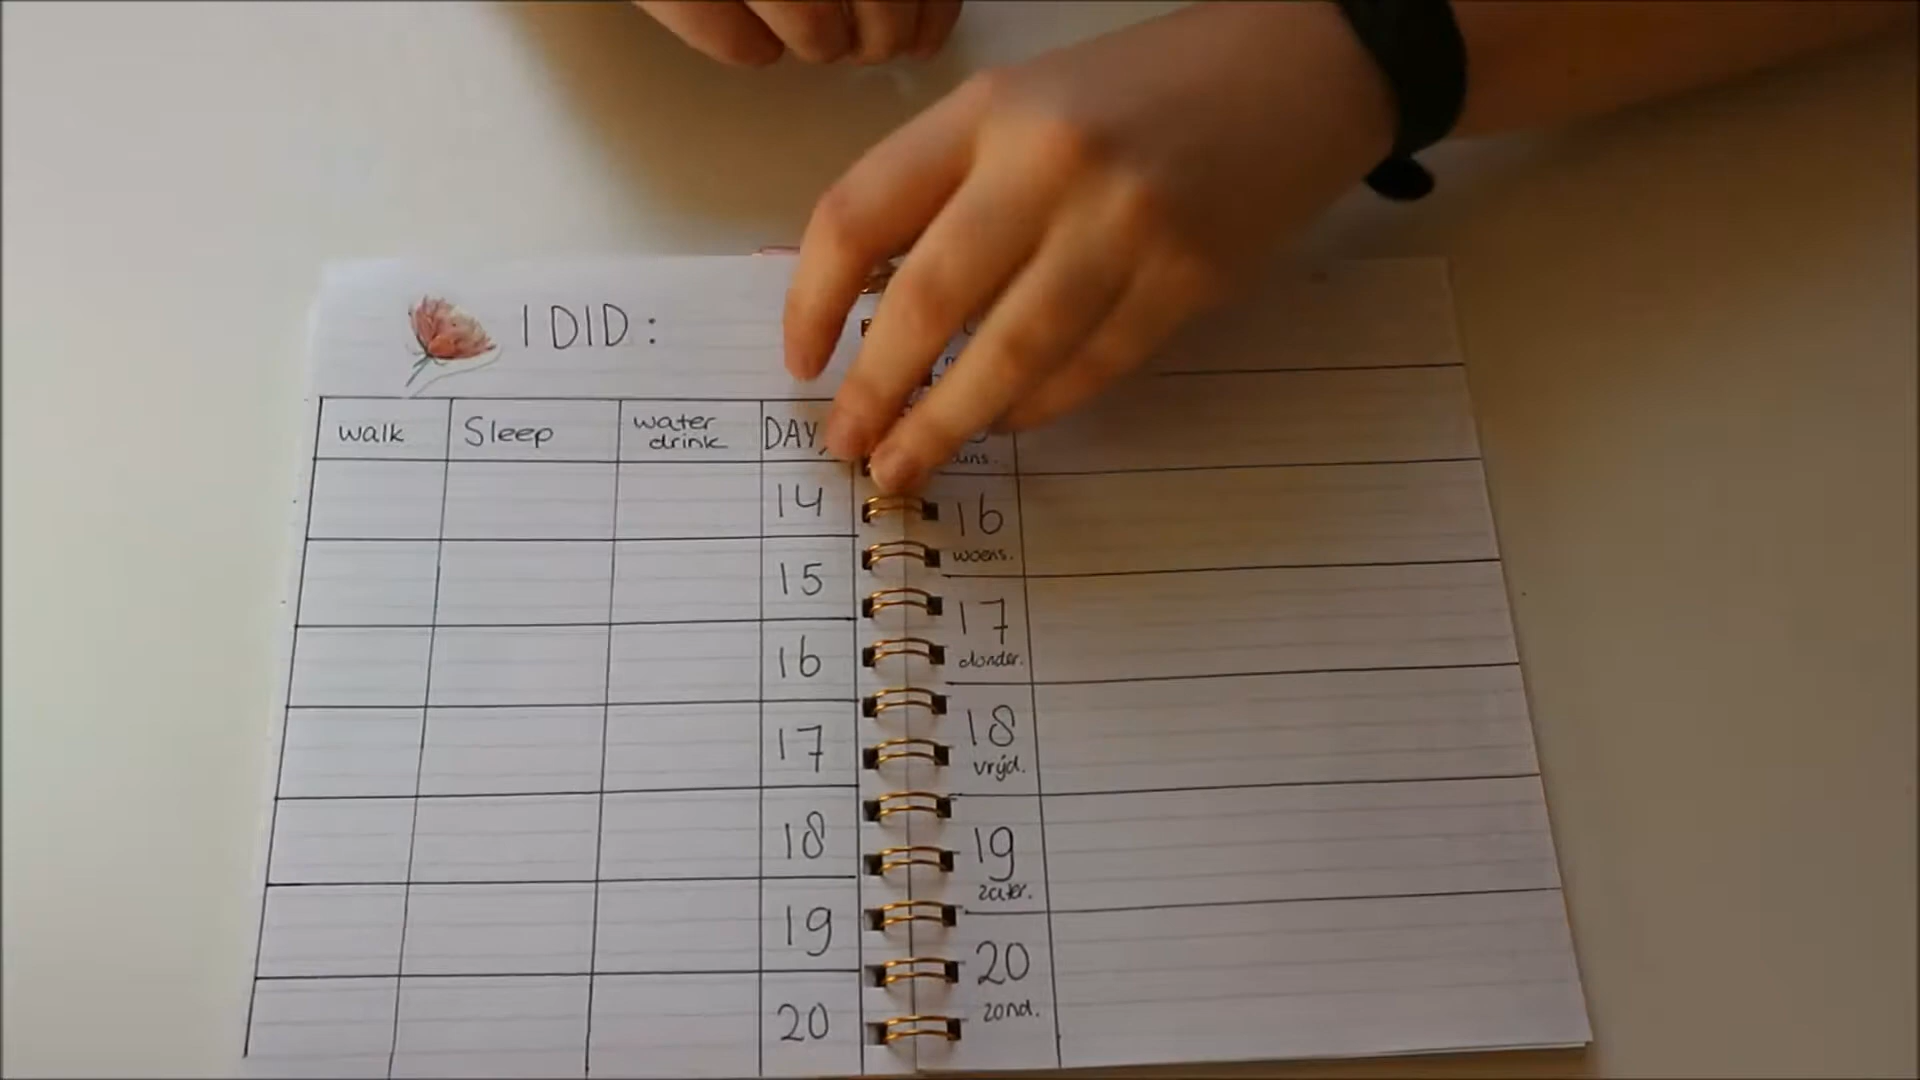 I DID:
walk Sleep water drink DAY
14
15
16
17
18
19
20
16
woens.
17
donder.
18
vrijd.
19
zater.
20
zond.